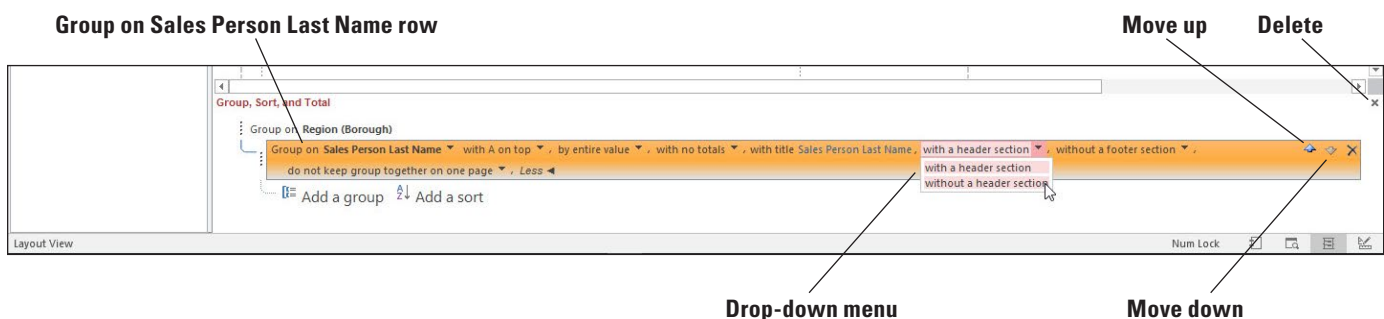 Group on Sales Person Last Name row
Move up
Delete
Group, Sort, and Total
Group on Region (Borough)
Group on Sales Person Last Name ▼ with A on top ▼ , by entire value ▼ , with no totals ▼ , with title Sales Person Last Name , with a header section ▼ , without a footer section ▼ ,
do not keep group together on one page ▼ , Less ◄
with a header section
without a header section
Add a group
Add a sort
Layout View
Num Lock
Drop-down menu
Move down